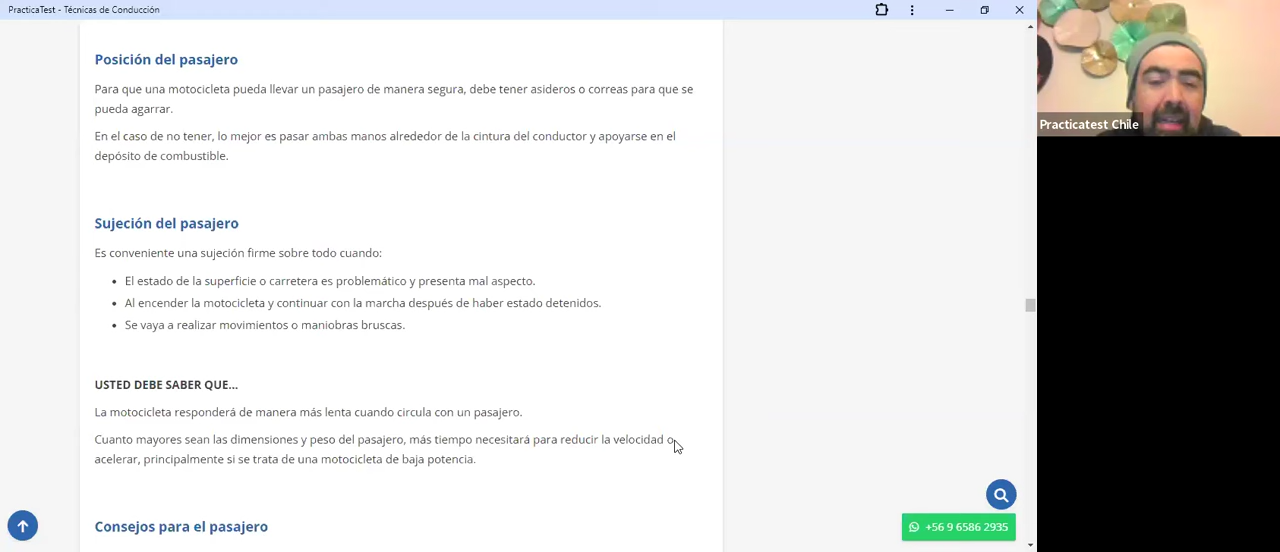 PracticaTest - Técnicas de Conducción
Posición del pasajero
Para que una motocicleta pueda llevar un pasajero de manera segura, debe tener asideros o correas para que se
pueda agarrar.
En el caso de no tener, lo mejor es pasar ambas manos alrededor de la cintura del conductor y apoyarse en el
depósito de combustible.
Sujeción del pasajero
Es conveniente una sujeción firme sobre todo cuando:
• El estado de la superficie o carretera es problemático y presenta mal aspecto.
• Al encender la motocicleta y continuar con la marcha después de haber estado detenidos.
• Se vaya a realizar movimientos o maniobras bruscas.
USTED DEBE SABER QUE...
La motocicleta responderá de manera más lenta cuando circula con un pasajero.
Cuanto mayores sean las dimensiones y peso del pasajero, más tiempo necesitará para reducir la velocidad o
acelerar, principalmente si se trata de una motocicleta de baja potencia.
Consejos para el pasajero
+56 9 6586 2935
Practicatest Chile